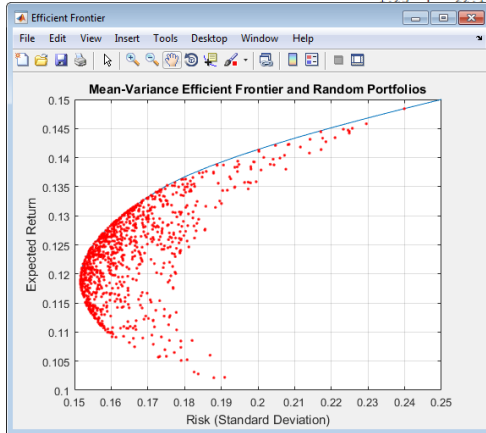 Efficient Frontier
File Edit View Insert Tools Desktop Window Help
Mean-Variance Efficient Frontier and Random Portfolios
0.15
0.145
0.14
0.135
0.13
0.125
0.12
0.115
0.11
0.105
0.1
Expected Return
0.15 0.16 0.17 0.18 0.19 0.2 0.21 0.22 0.23 0.24 0.25
Risk (Standard Deviation)